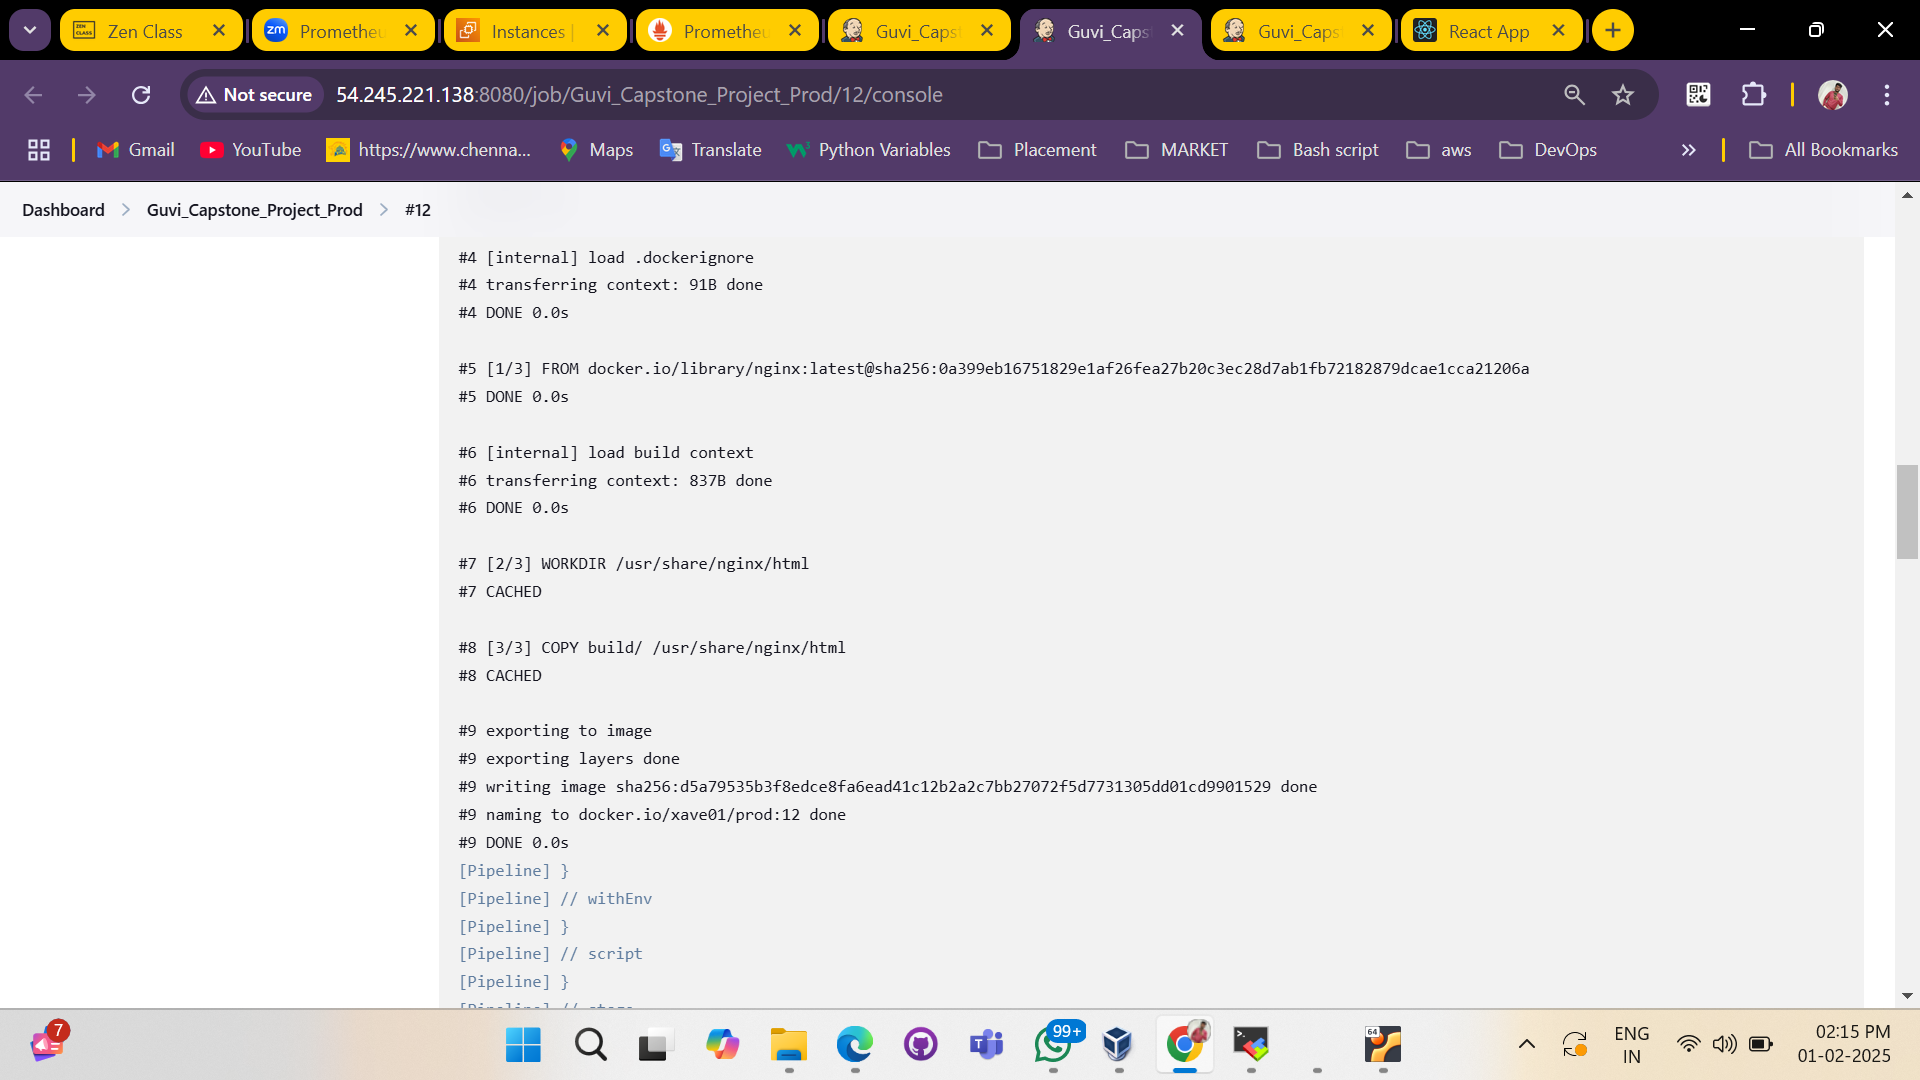 Zen Class
Prometheu
Instances |
Prometheu
Guvi_Capst
Guvi_Caps
Guvi_Caps
React App
Not secure
54.245.221.138:8080/job/Guvi_Capstone_Project_Prod/12/console
Gmail
YouTube
https://www.chenna...
Maps
Translate
Python Variables
Placement
MARKET
Bash script
aws
DevOps
All Bookmarks
Dashboard > Guvi_Capstone_Project_Prod > #12
#4 [internal] load .dockerignore
#4 transferring context: 91B done
#4 DONE 0.0s
#5 [1/3] FROM docker.io/library/nginx:latest@sha256:0a399eb16751829e1af26fea27b20c3ec28d7ab1fb72182879dcae1cca21206a
#5 DONE 0.0s
#6 [internal] load build context
#6 transferring context: 837B done
#6 DONE 0.0s
#7 [2/3] WORKDIR /usr/share/nginx/html
#7 CACHED
#8 [3/3] COPY build/ /usr/share/nginx/html
#8 CACHED
#9 exporting to image
#9 exporting layers done
#9 writing image sha256:d5a79535b3f8edce8fa6ead41c12b2a2c7bb27072f5d7731305dd01cd9901529 done
#9 naming to docker.io/xave01/prod:12 done
#9 DONE 0.0s
[Pipeline] }
[Pipeline] // withEnv
[Pipeline] }
[Pipeline] // script
[Pipeline] }
[Pipeline] // stage
7
99+
64
ENG
IN
02:15 PM
01-02-2025